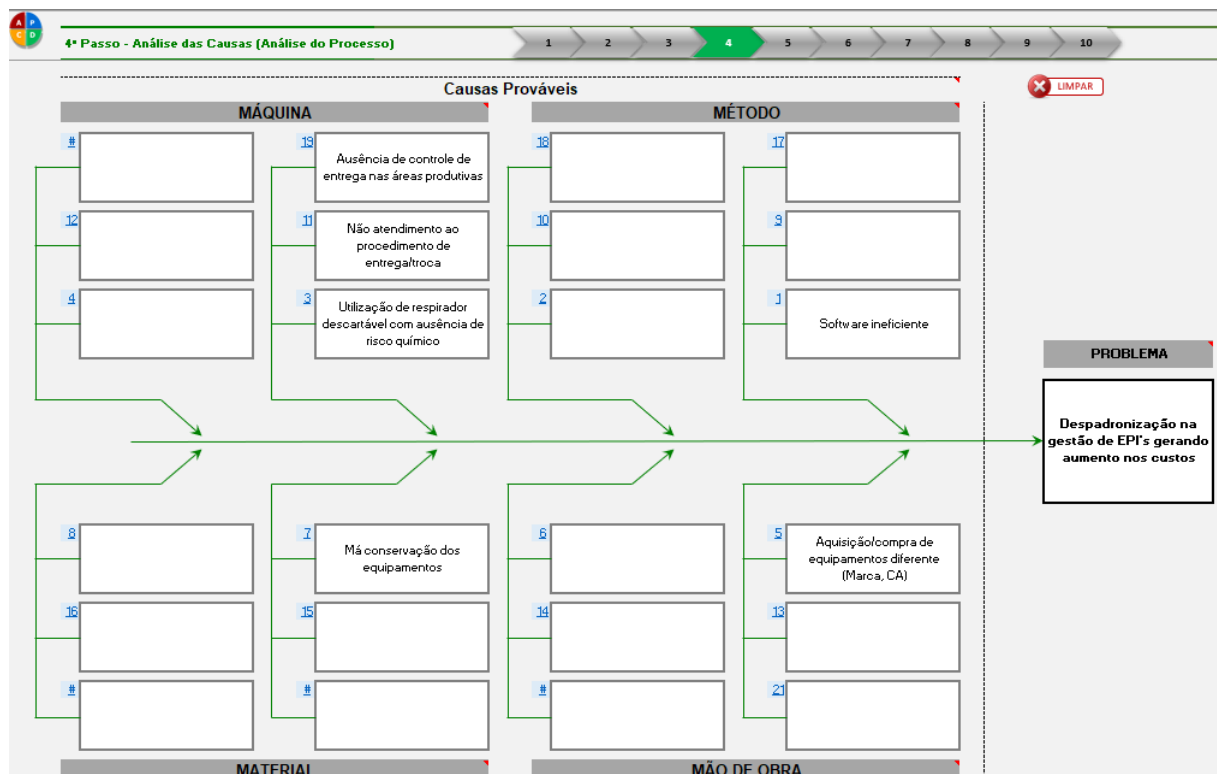 A P
C D
4º Passo - Análise das Causas (Análise do Processo)
1 2 3 4 5 6 7 8 9 10
Causas Prováveis
LIMPAR
MÁQUINA
MÉTODO
#
19
Ausência de controle de
entrega nas áreas produtivas
18
17
12
11
Não atendimento ao
procedimento de
entrega/troca
10
9
4
3
Utilização de respirador
descartável com ausência de
risco químico
2
1
Software ineficiente
PROBLEMA
Despadronização na
gestão de EPI's gerando
aumento nos custos
8
7
Má conservação dos
equipamentos
6
5
Aquisição/compra de
equipamentos diferente
(Marca, CA)
16
15
14
13
#
#
#
21
MATERIAL
MÃO DE OBRA